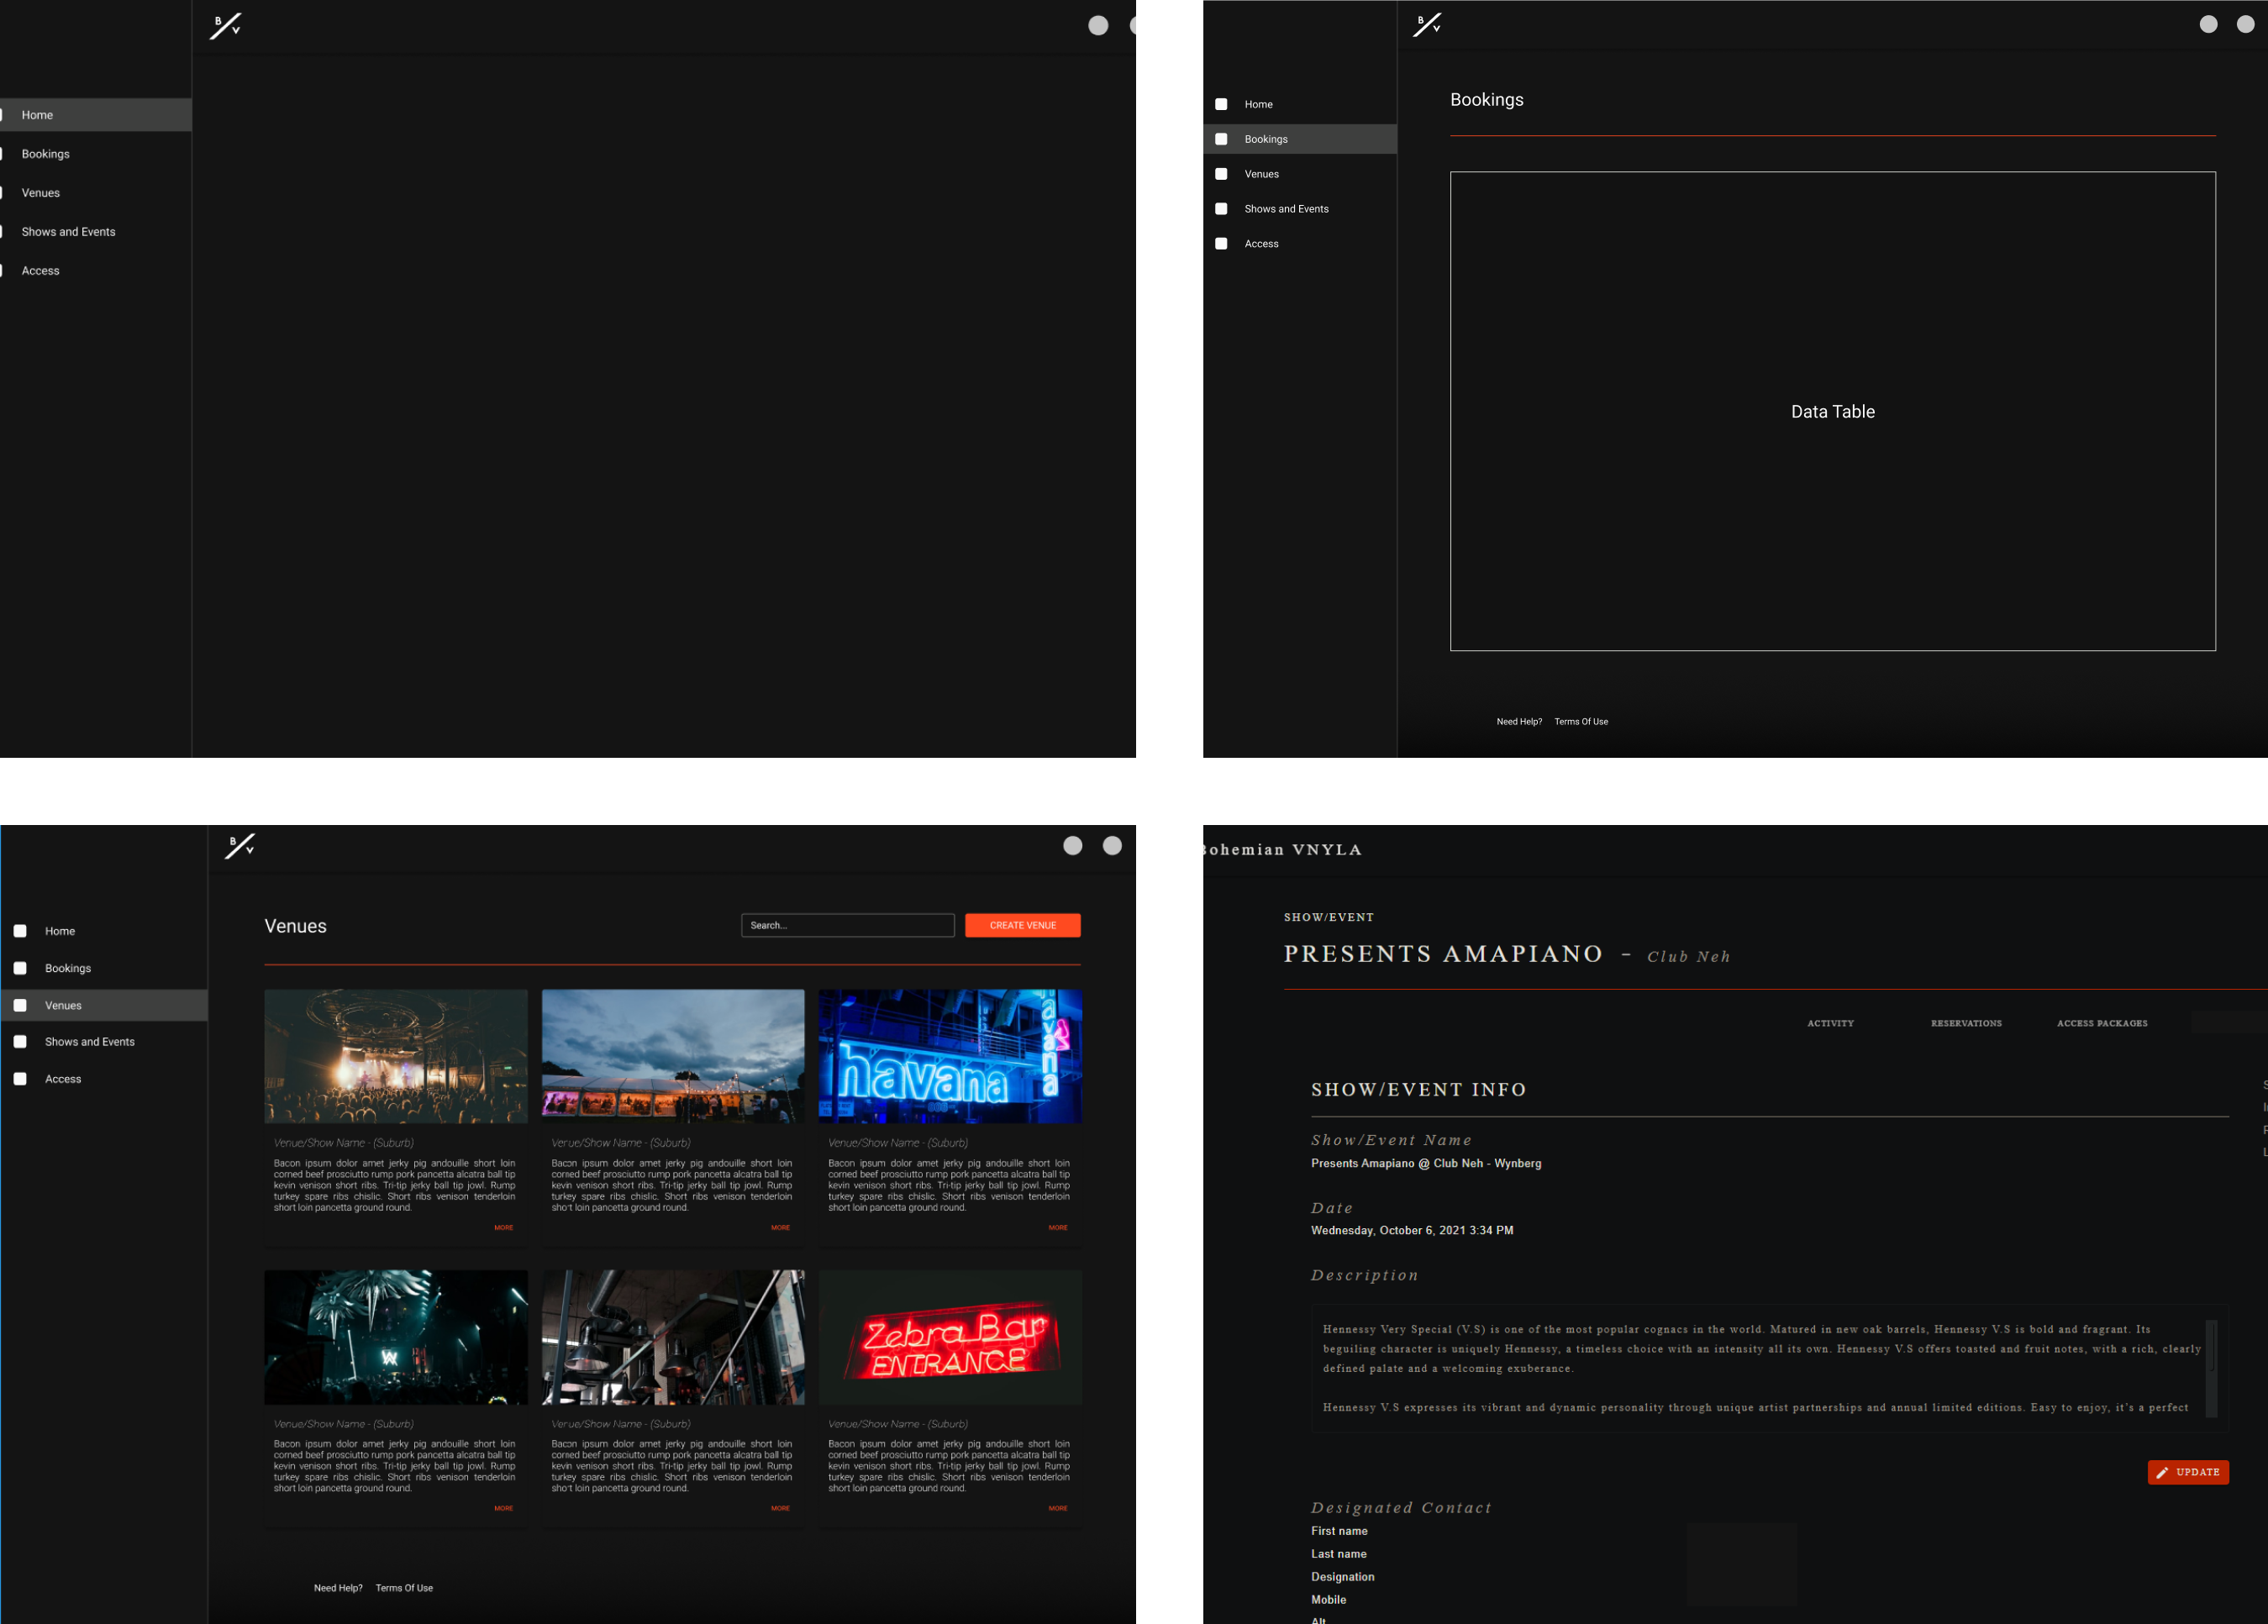 B
V
Home
Bookings
Venues
Shows and Events
Access
B
V
Bookings
Home
Bookings
Venues
Shows and Events
Access
Data Table
Need Help? Terms Of Use
B
V
Venues
Search...
CREATE VENUE
Home
Bookings
Venues
Shows and Events
Access
havana
havana
Venue/Show Name - (Suburb)
Bacon ipsum dolor amet jerky pig andouille short loin
corned beef prosciutto rump pork pancetta alcatra ball tip
kevin venison short ribs. Tri-tip jerky ball tip jowl. Rump
turkey spare ribs chislic. Short ribs venison tenderloin
short loin pancetta ground round.
MORE
Venue/Show Name - (Suburb)
Bacon ipsum dolor amet jerky pig andouille short loin
corned beef prosciutto rump pork pancetta alcatra ball tip
kevin venison short ribs. Tri-tip jerky ball tip jowl. Rump
turkey spare ribs chislic. Short ribs venison tenderloin
short loin pancetta ground round.
MORE
Venue/Show Name - (Suburb)
Bacon ipsum dolor amet jerky pig andouille short loin
corned beef prosciutto rump pork pancetta alcatra ball tip
kevin venison short ribs. Tri-tip jerky ball tip jowl. Rump
turkey spare ribs chislic. Short ribs venison tenderloin
short loin pancetta ground round.
MORE
W
Zebra Bar
ENTRANCE
Venue/Show Name - (Suburb)
Bacon ipsum dolor amet jerky pig andouille short loin
corned beef prosciutto rump pork pancetta alcatra ball tip
kevin venison short ribs. Tri-tip jerky ball tip jowl. Rump
turkey spare ribs chislic. Short ribs venison tenderloin
short loin pancetta ground round.
MORE
Venue/Show Name - (Suburb)
Bacon ipsum dolor amet jerky pig andouille short loin
corned beef prosciutto rump pork pancetta alcatra ball tip
kevin venison short ribs. Tri-tip jerky ball tip jowl. Rump
turkey spare ribs chislic. Short ribs venison tenderloin
short loin pancetta ground round.
MORE
Venue/Show Name - (Suburb)
Bacon ipsum dolor amet jerky pig andouille short loin
corned beef prosciutto rump pork pancetta alcatra ball tip
kevin venison short ribs. Tri-tip jerky ball tip jowl. Rump
turkey spare ribs chislic. Short ribs venison tenderloin
short loin pancetta ground round.
MORE
Need Help? Terms Of Use
Bohemian VNYLA
SHOW/EVENT
PRESENTS AMAPIANO - Club Neh
ACTIVITY RESERVATIONS ACCESS PACKAGES
SHOW/EVENT INFO
Show/Event Name
Presents Amapiano @ Club Neh - Wynberg
Date
Wednesday, October 6, 2021 3:34 PM
Description
Hennessy Very Special (V.S) is one of the most popular cognacs in the world. Matured in new oak barrels, Hennessy V.S is bold and fragrant. Its
beguiling character is uniquely Hennessy, a timeless choice with an intensity all its own. Hennessy V.S offers toasted and fruit notes, with a rich, clearly
defined palate and a welcoming exuberance.
Hennessy V.S expresses its vibrant and dynamic personality through unique artist partnerships and annual limited editions. Easy to enjoy, it's a perfect
UPDATE
Designated Contact
First name
Last name
Designation
Mobile
Alt